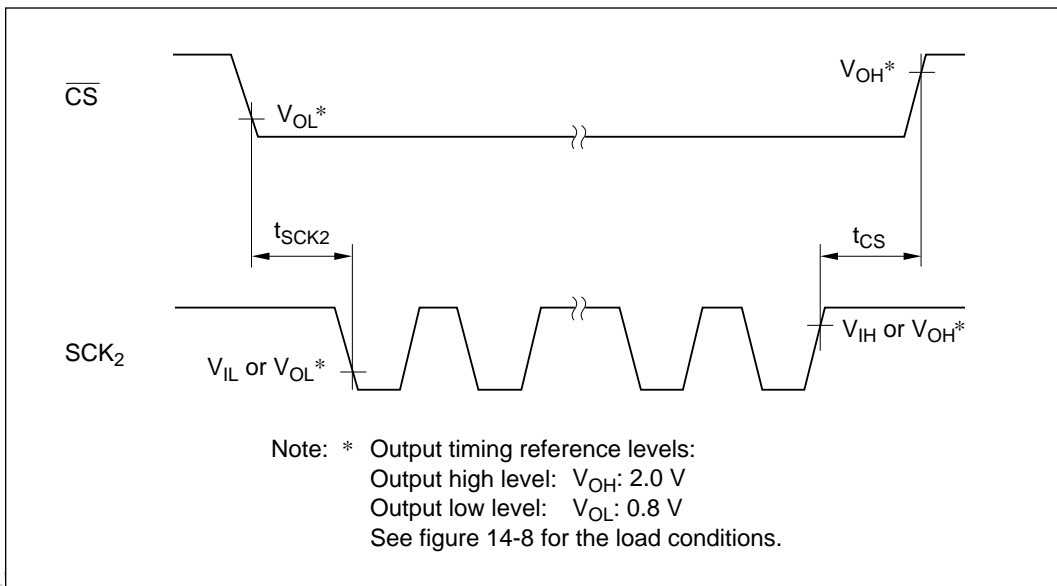 CS
VOL*
VOH*
tSCK2
tCS
SCK2
VIL or VOL*
VIH or VOH*
Note: * Output timing reference levels:
Output high level: VOH: 2.0 V
Output low level: VOL: 0.8 V
See figure 14-8 for the load conditions.